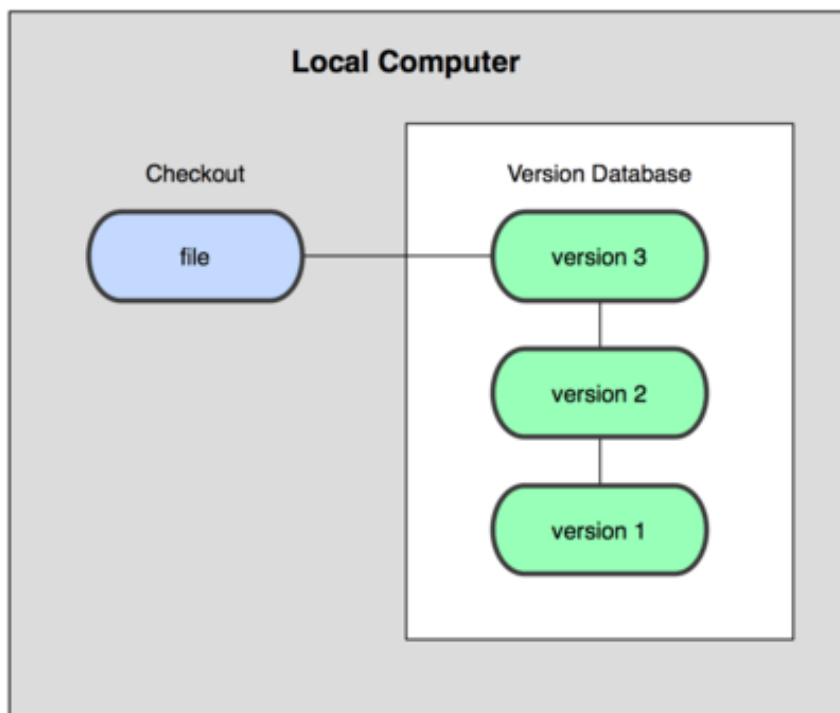 Local Computer
Checkout
Version Database
file
version 3
version 2
version 1